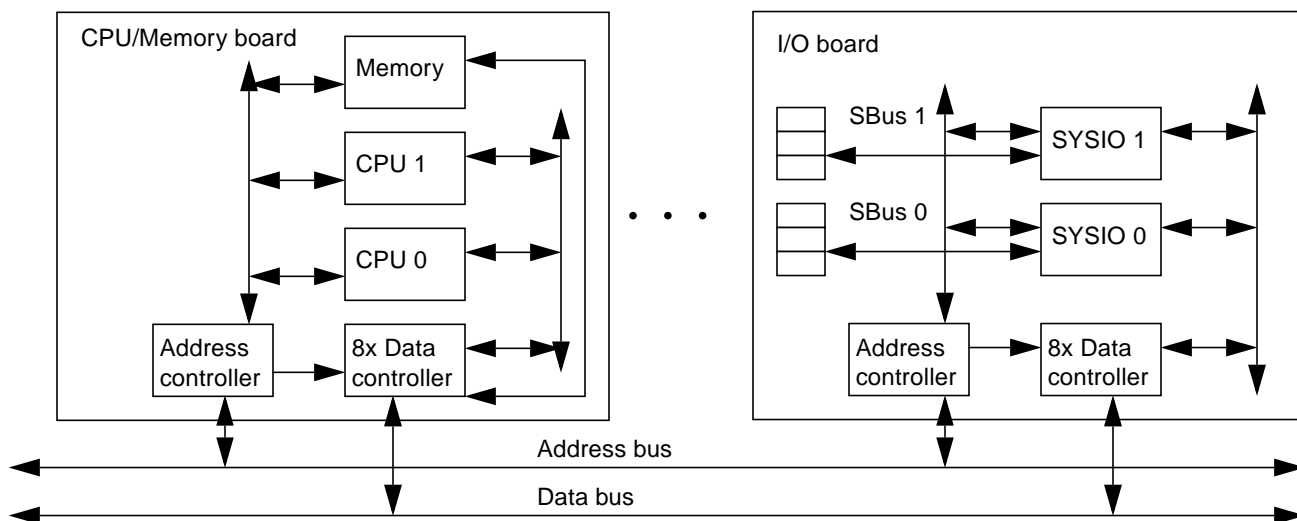 CPU/Memory board
Memory
CPU 1
CPU 0
Address
controller
8x Data
controller
I/O board
SBus 1
SYSIO 1
SBus 0
SYSIO 0
Address
controller
8x Data
controller
Address bus
Data bus